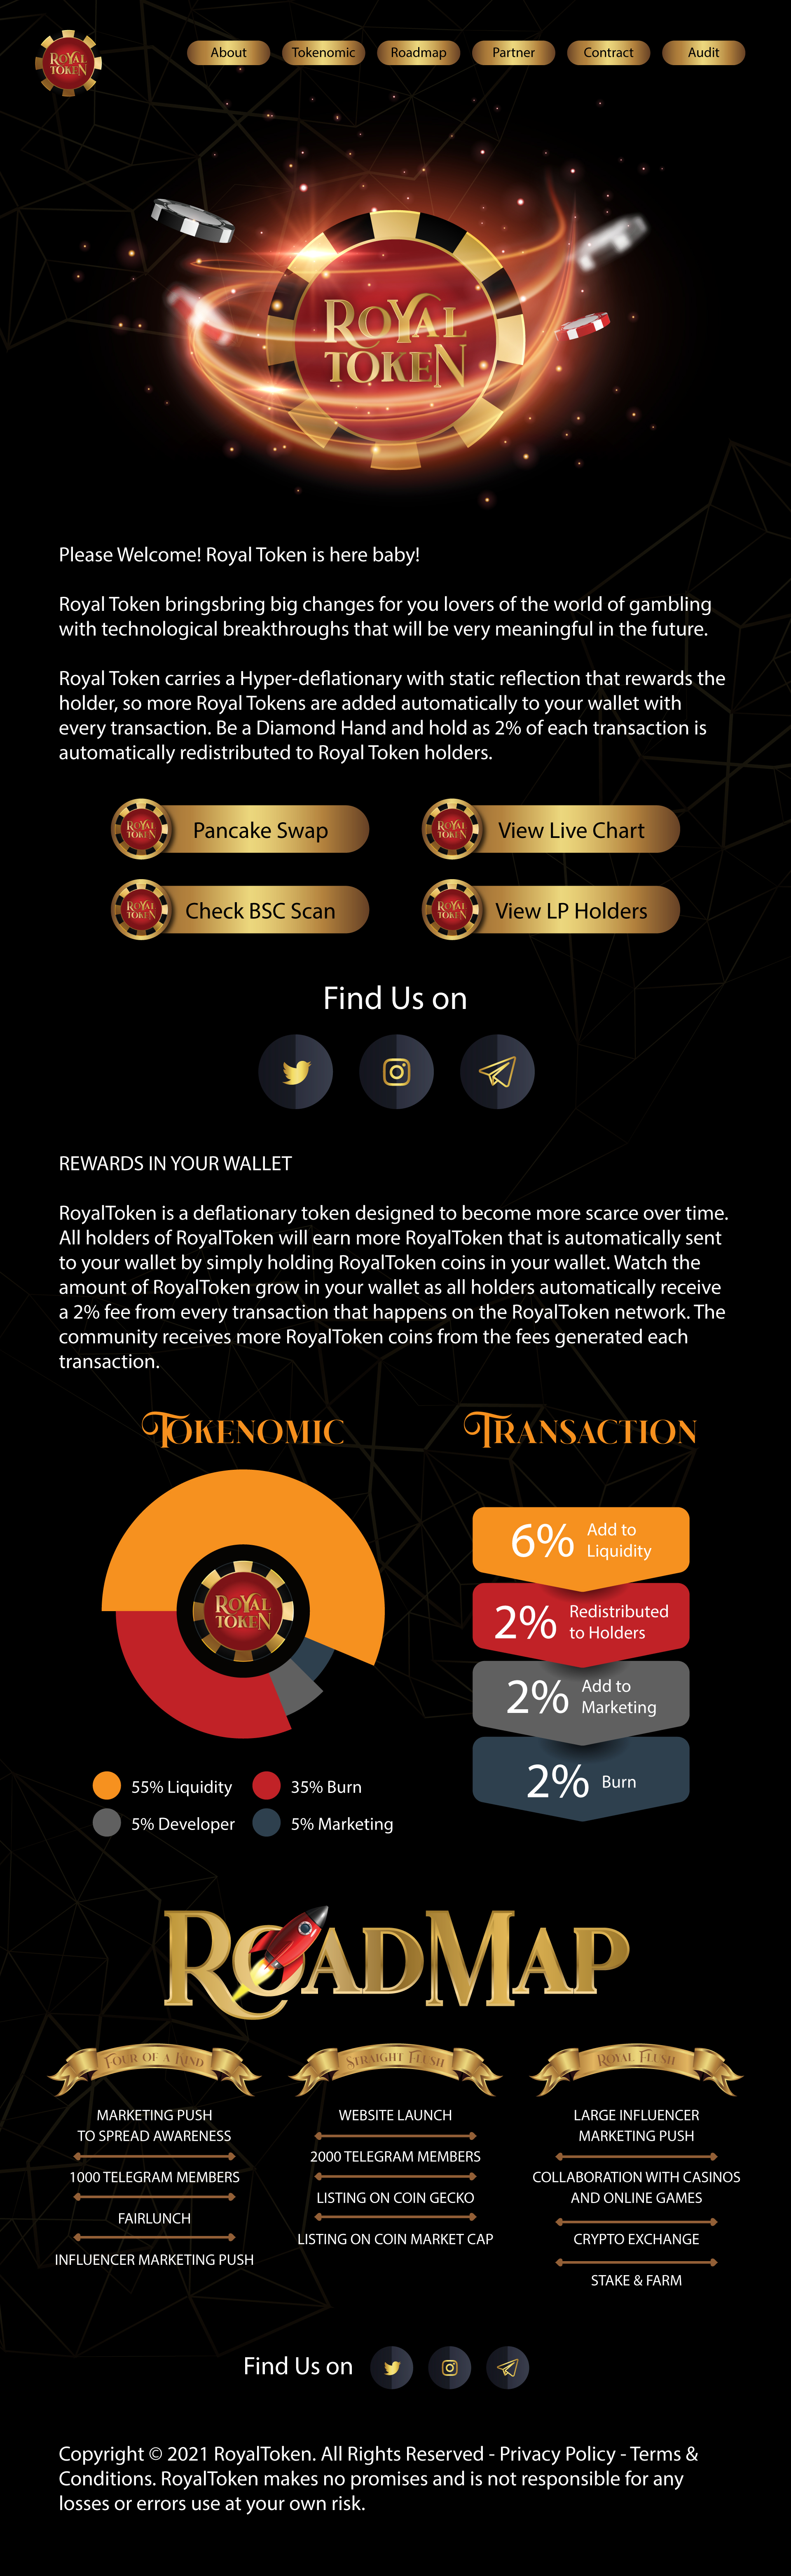 ROYAL
TOKEN
About
Tokenomic
Roadmap
Partner
Contract
Audit
ROYAL
TOKEN
Please Welcome! Royal Token is here baby!
Royal Token bringsbring big changes for you lovers of the world of gambling
with technological breakthroughs that will be very meaningful in the future.
Royal Token carries a Hyper-deflationary with static reflection that rewards the
holder, so more Royal Tokens are added automatically to your wallet with
every transaction. Be a Diamond Hand and hold as 2% of each transaction is
automatically redistributed to Royal Token holders.
ROYAL
TOKEN
Pancake Swap
ROYAL
TOKEN
View Live Chart
ROYAL
TOKEN
Check BSC Scan
ROYAL
TOKEN
View LP Holders
Find Us on
REWARDS IN YOUR WALLET
RoyalToken is a deflationary token designed to become more scarce over time.
All holders of RoyalToken will earn more RoyalToken that is automatically sent
to your wallet by simply holding RoyalToken coins in your wallet. Watch the
amount of RoyalToken grow in your wallet as all holders automatically receive
a 2% fee from every transaction that happens on the RoyalToken network. The
community receives more RoyalToken coins from the fees generated each
transaction.
TOKENOMIC
ROYAL
TOKEN
55% Liquidity
35% Burn
5% Developer
5% Marketing
TRANSACTION
6%
Add to
Liquidity
2%
Redistributed
to Holders
2%
Add to
Marketing
2%
Burn
ROADMAP
FOUR OF A KIND
MARKETING PUSH
TO SPREAD AWARENESS
1000 TELEGRAM MEMBERS
FAIRLUNCH
INFLUENCER MARKETING PUSH
STRAIGHT FLUSH
WEBSITE LAUNCH
2000 TELEGRAM MEMBERS
LISTING ON COIN GECKO
LISTING ON COIN MARKET CAP
ROYAL FLUSH
LARGE INFLUENCER
MARKETING PUSH
COLLABORATION WITH CASINOS
AND ONLINE GAMES
CRYPTO EXCHANGE
STAKE & FARM
Find Us on
Copyright © 2021 RoyalToken. All Rights Reserved - Privacy Policy - Terms &
Conditions. RoyalToken makes no promises and is not responsible for any
losses or errors use at your own risk.